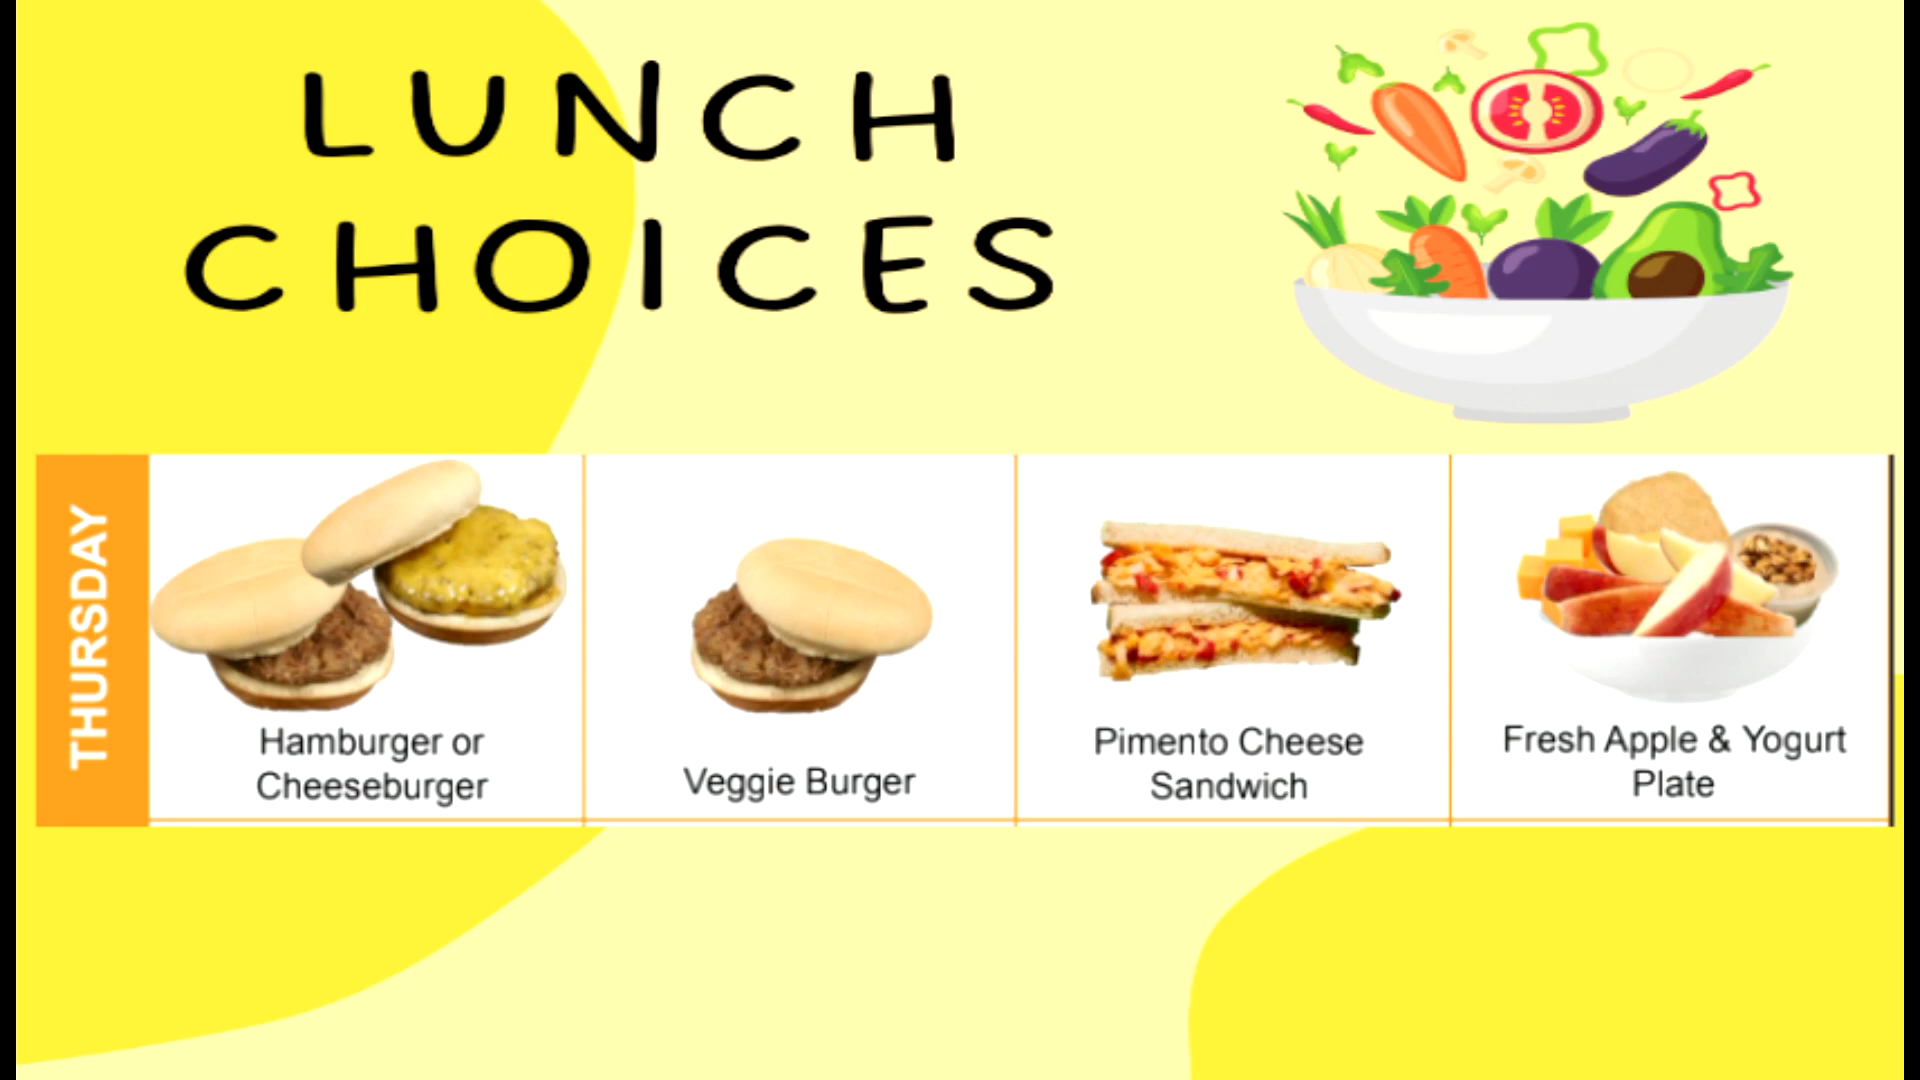 LUNCH
CHOICES
THURSDAY
Hamburger or
Cheeseburger
Veggie Burger
Pimento Cheese
Sandwich
Fresh Apple & Yogurt
Plate